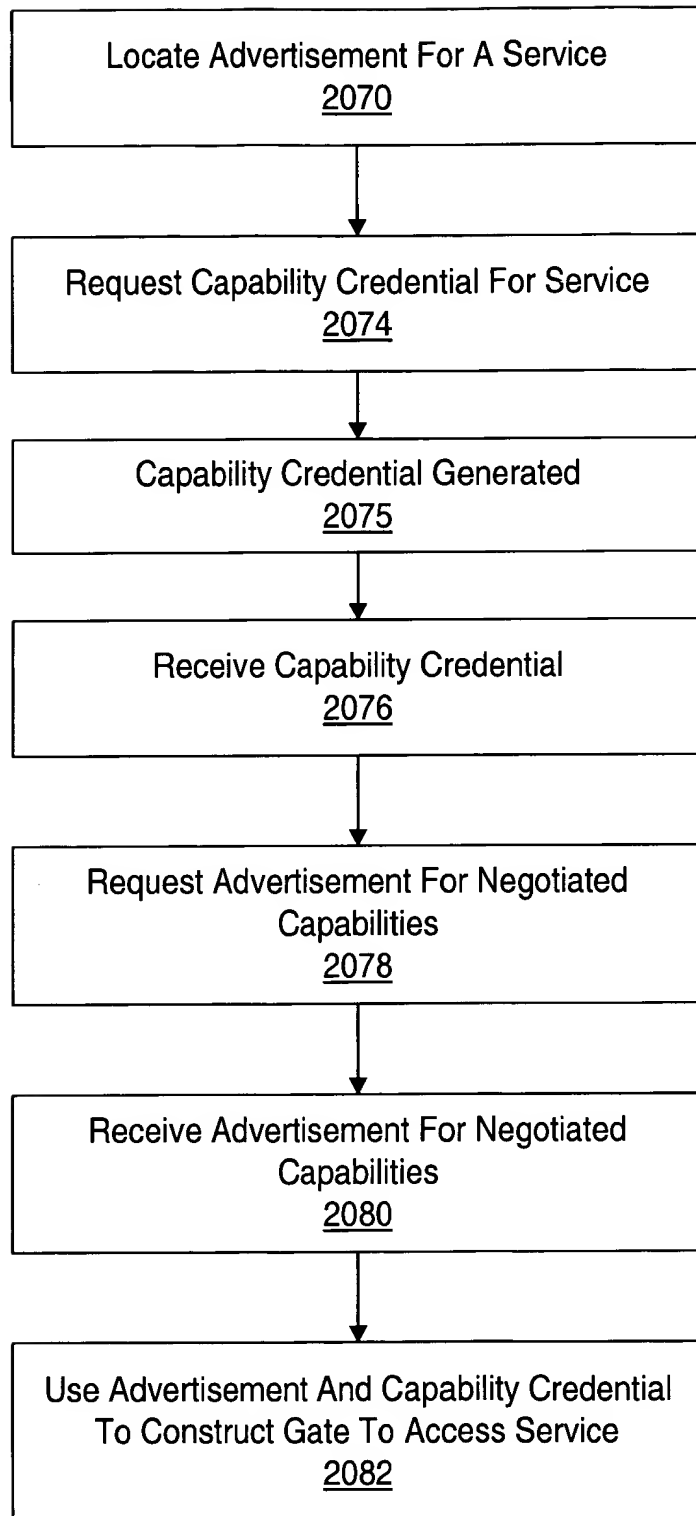 Locate Advertisement For A Service
2070
Request Capability Credential For Service
2074
Capability Credential Generated
2075
Receive Capability Credential
2076
Request Advertisement For Negotiated
Capabilities
2078
Receive Advertisement For Negotiated
Capabilities
2080
Use Advertisement And Capability Credential
To Construct Gate To Access Service
2082